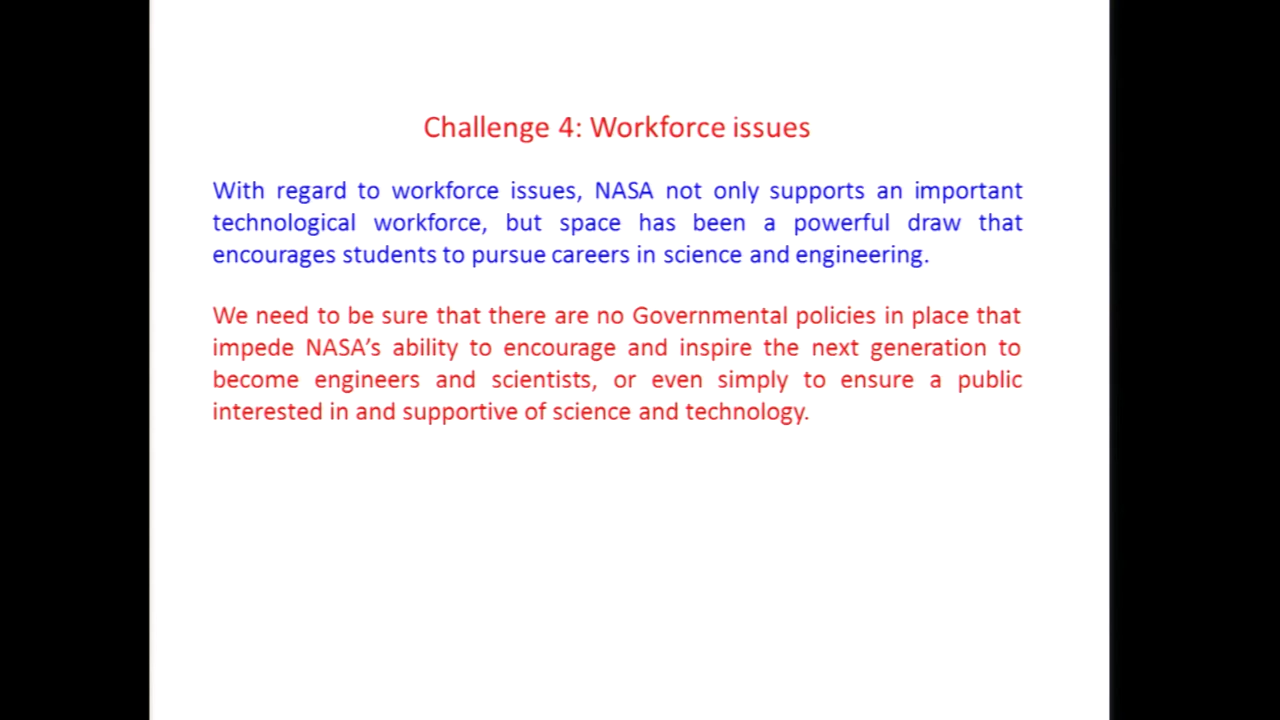 Challenge 4: Workforce issues
With regard to workforce issues, NASA not only supports an important
technological workforce, but space has been a powerful draw that
encourages students to pursue careers in science and engineering.
We need to be sure that there are no Governmental policies in place that
impede NASA’s ability to encourage and inspire the next generation to
become engineers and scientists, or even simply to ensure a public
interested in and supportive of science and technology.